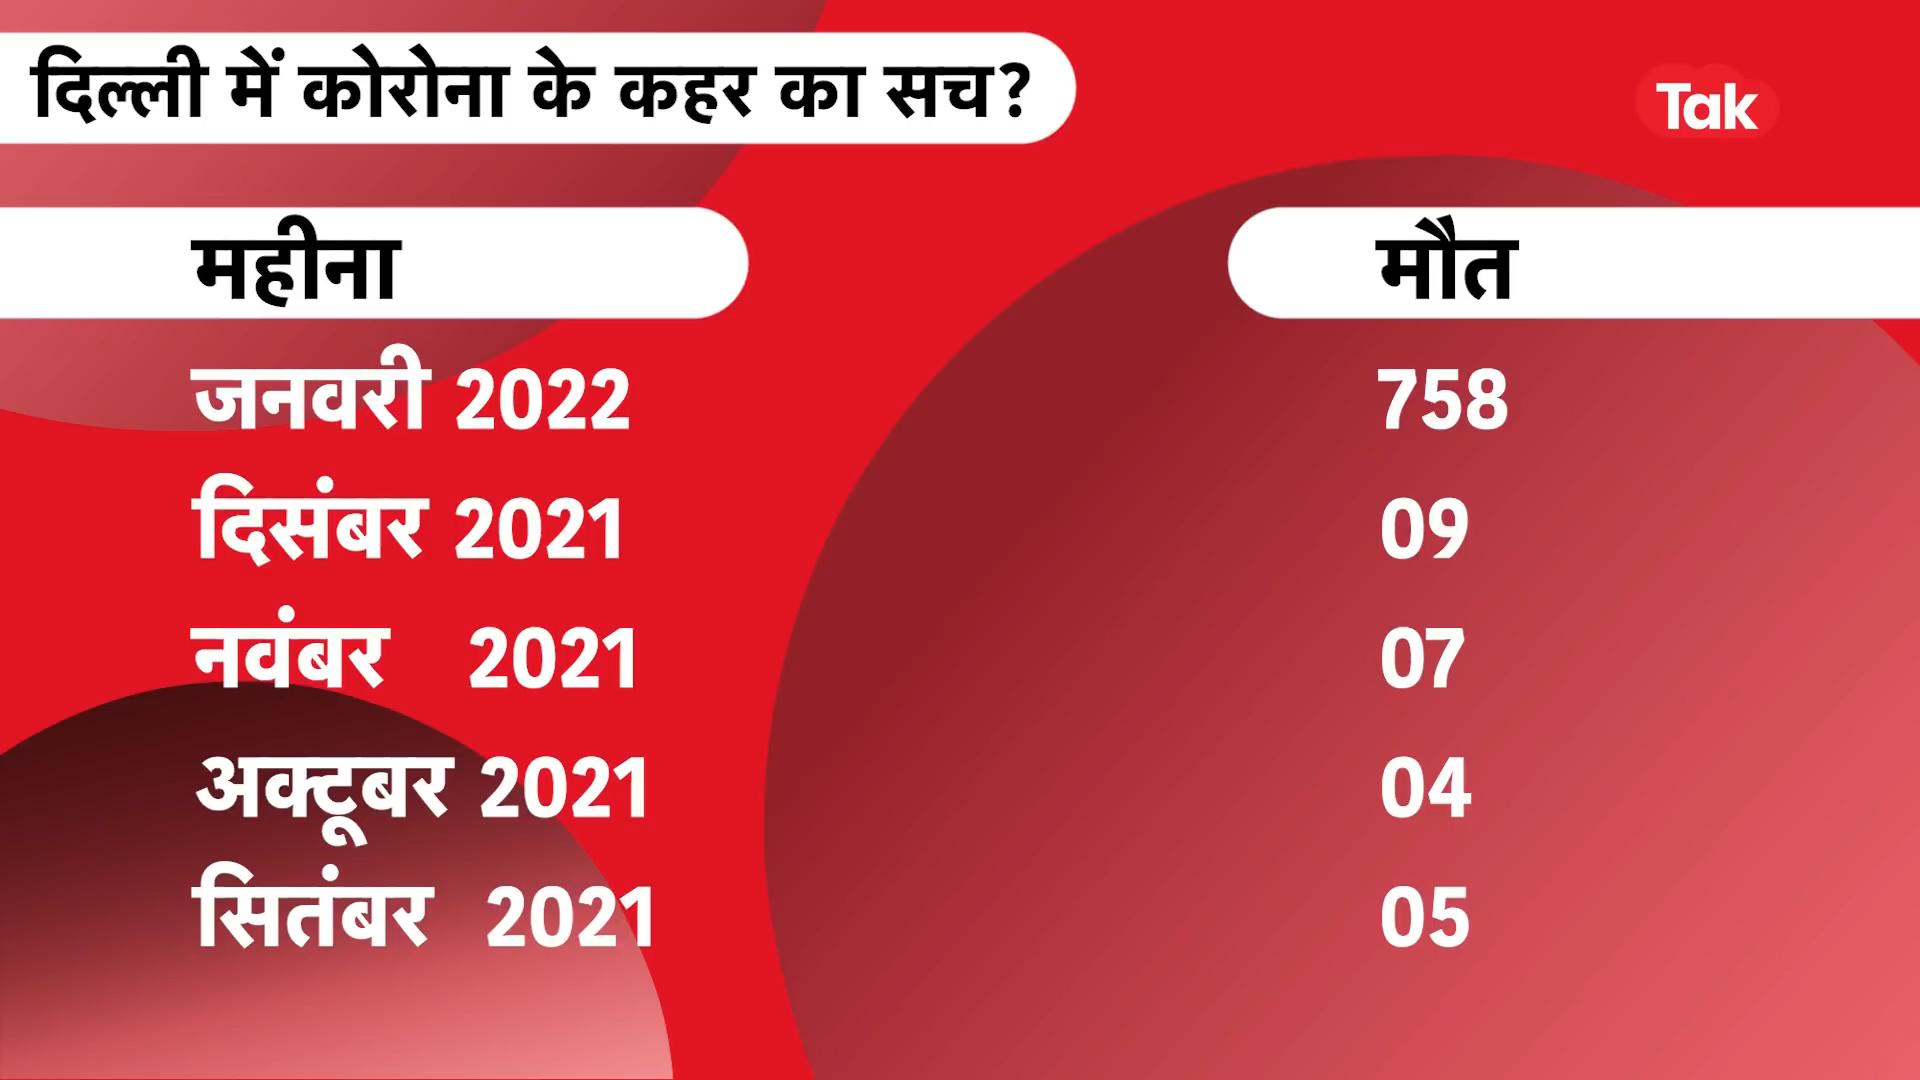 दिल्ली में कोरोना के कहर का सच?
Tak
महीना मौत
जनवरी 2022 758
दिसंबर 2021 09
नवंबर 2021 07
अक्टूबर 2021 04
सितंबर 2021 05